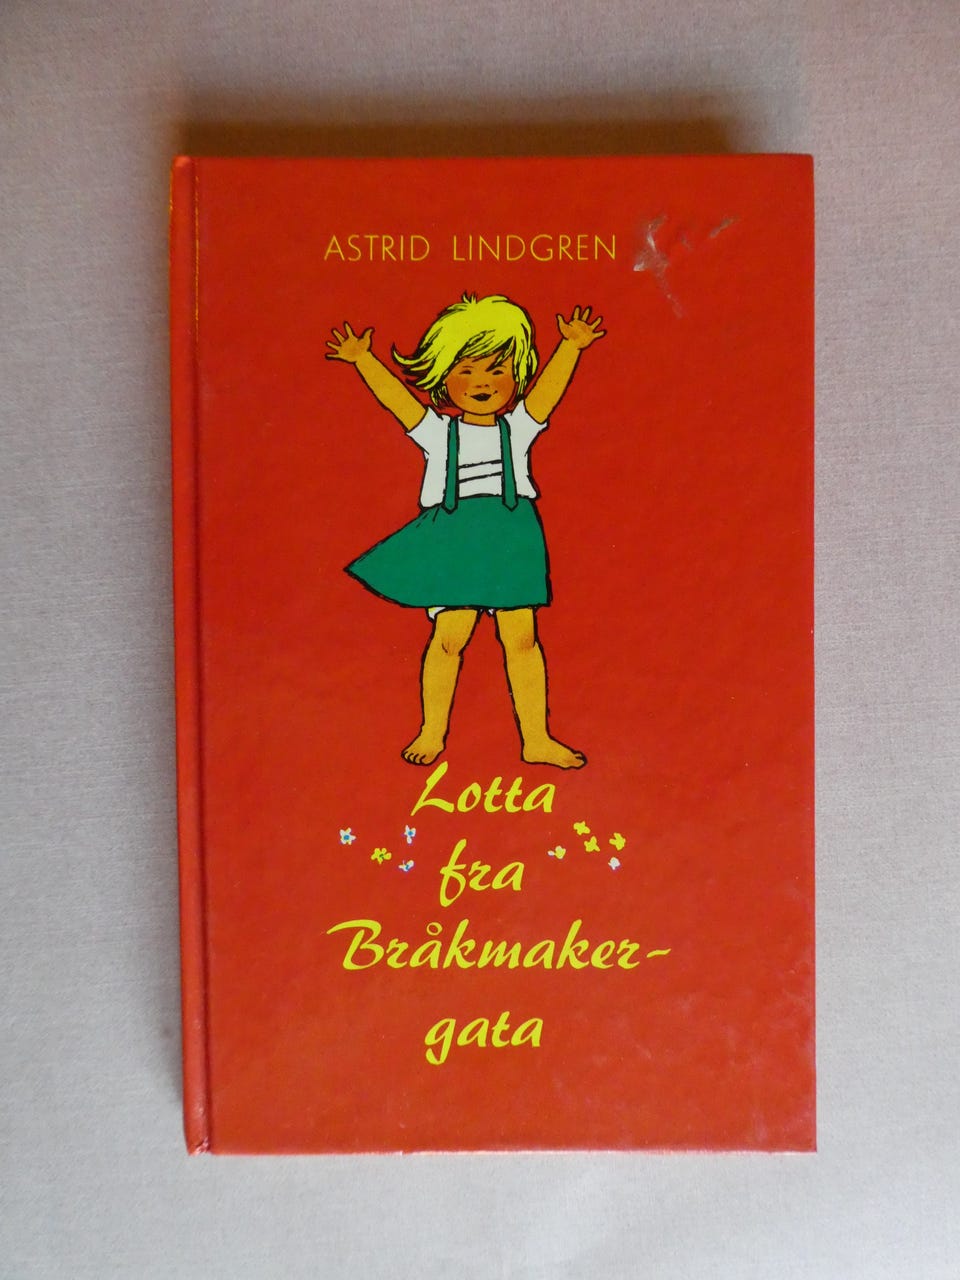 ASTRID LINDGREN
Lotta
fra
Bråkmaker-
gata